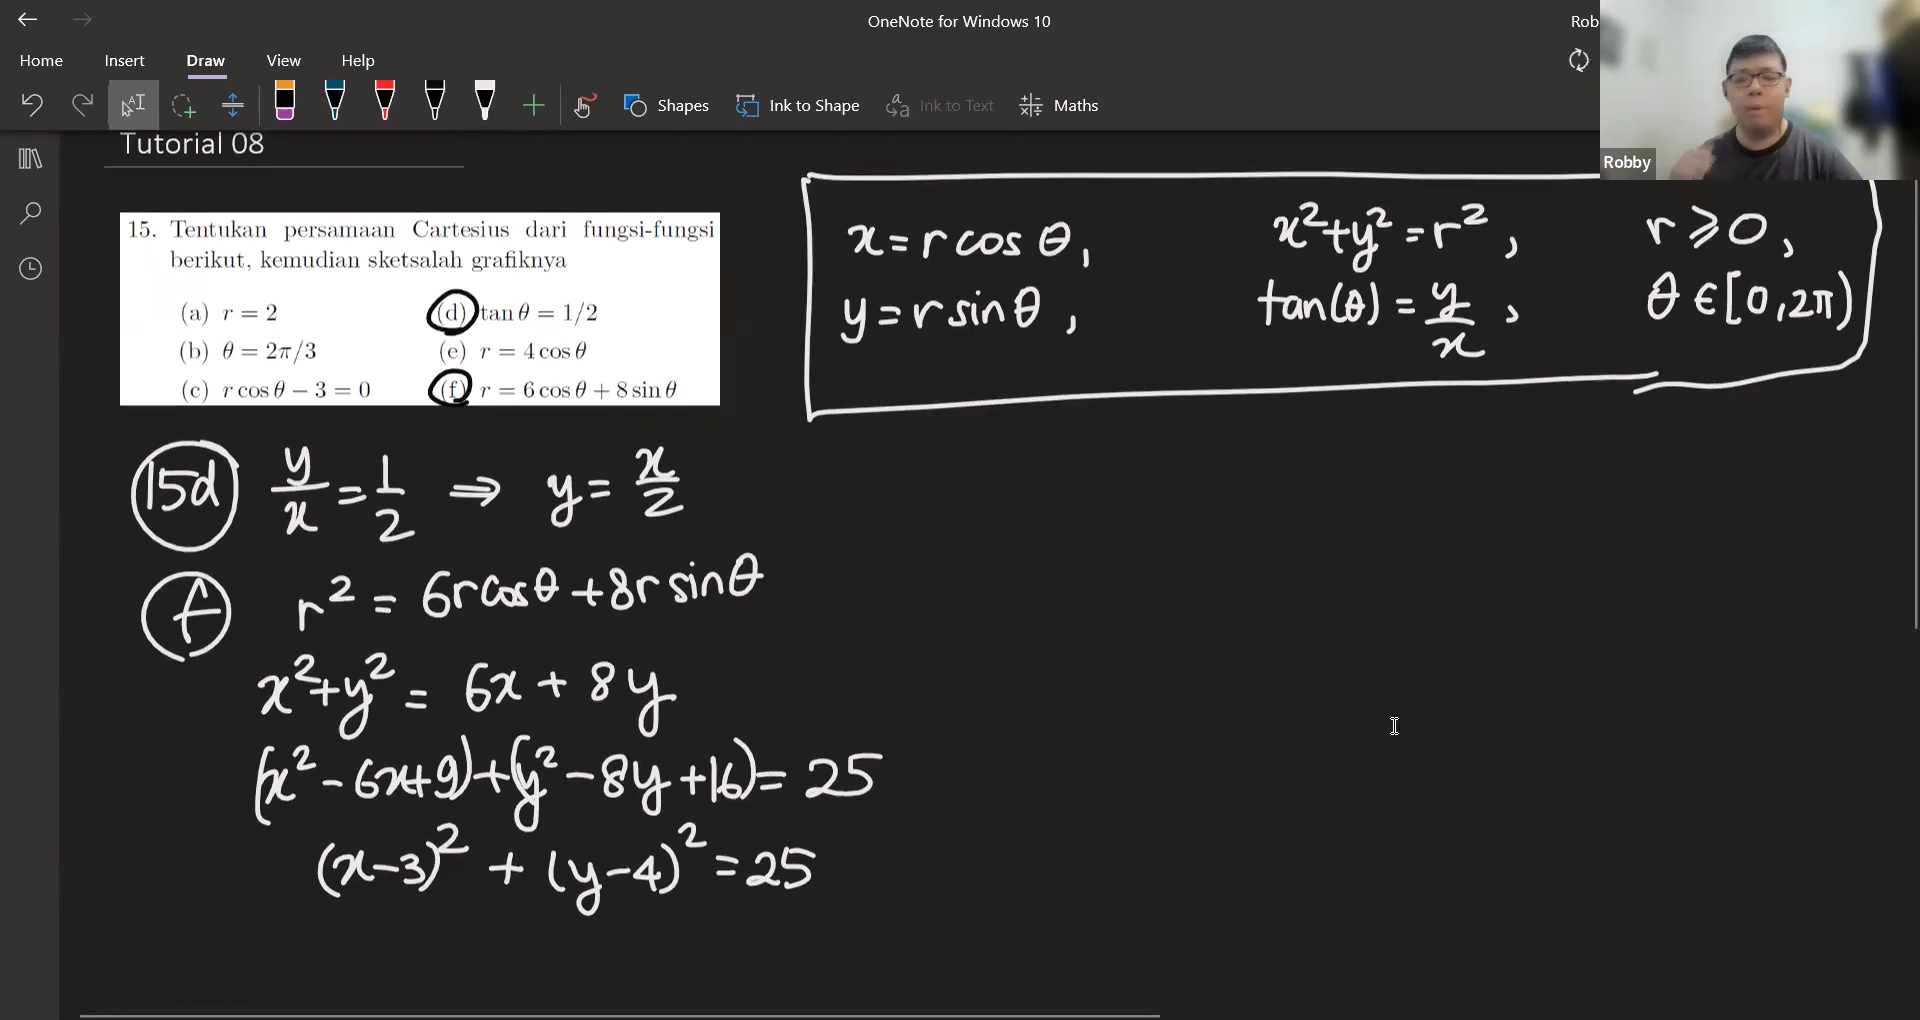 OneNote for Windows 10
Rob
Home Insert Draw View Help
Shapes Ink to Shape Ink to Text Maths
Robby
Tutorial 08
15. Tentukan persamaan Cartesius dari fungsi-fungsi
berikut, kemudian sketsalah grafiknya
(a) r = 2
(b) θ = 2π/3
(c) r cos θ − 3 = 0
(d) tan θ = 1/2
(e) r = 4 cos θ
(f) r = 6 cos θ + 8 sin θ
x = r cos θ, x² + y² = r², r ⩾ 0,
y = r sin θ, tan(θ) = y/x, θ ∈ [0, 2π)
15d y/x = 1/2 ⇒ y = x/2
f r² = 6r cos θ + 8r sin θ
x² + y² = 6x + 8y
(x² − 6x + 9) + (y² − 8y + 16) = 25
(x − 3)² + (y − 4)² = 25